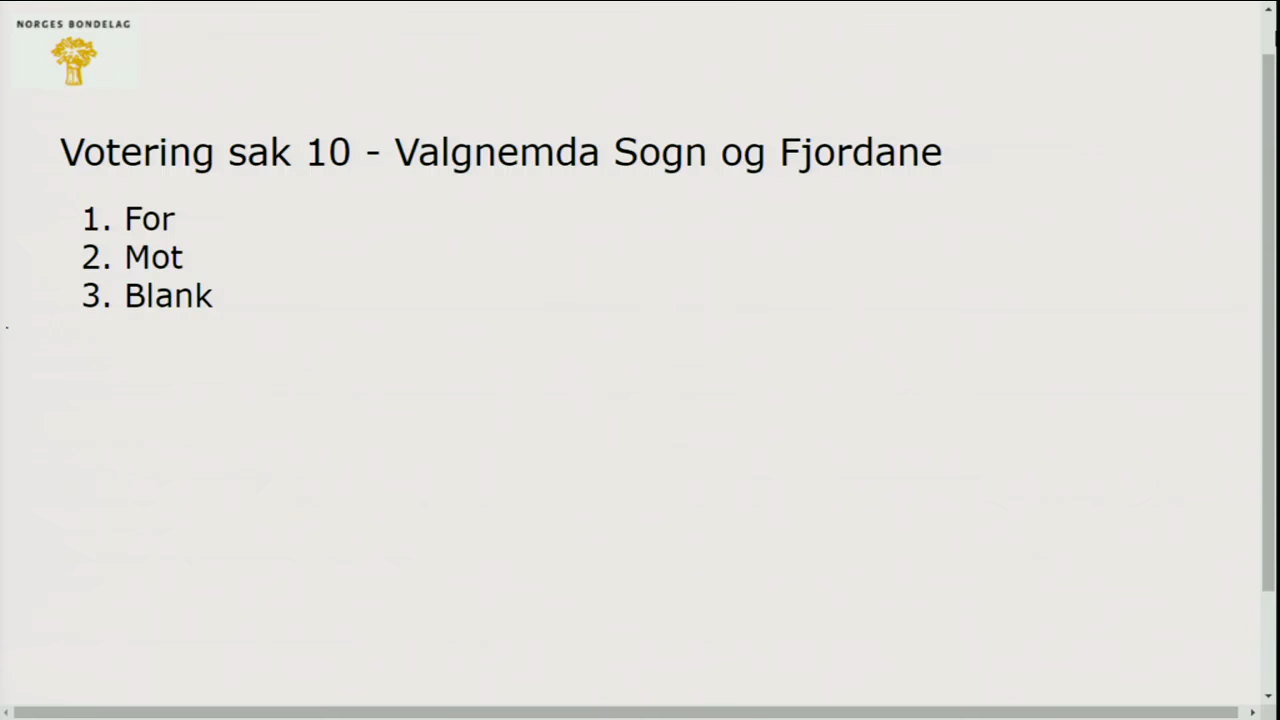 NORGES BONDELAG
Votering sak 10 - Valgnemda Sogn og Fjordane
1. For
2. Mot
3. Blank